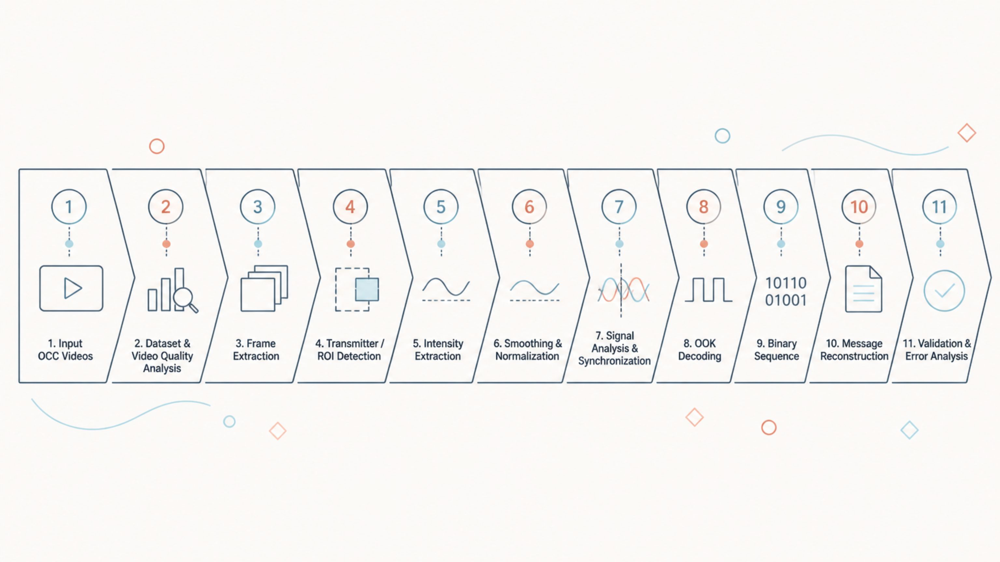 1
2
3
4
5
6
7
8
9
10
11
10110
01001
1. Input
OCC Videos
2. Dataset &
Video Quality
Analysis
3. Frame
Extraction
4. Transmitter /
ROI Detection
5. Intensity
Extraction
6. Smoothing &
Normalization
7. Signal
Analysis &
Synchronization
8. OOK
Decoding
9. Binary
Sequence
10. Message
Reconstruction
11. Validation &
Error Analysis